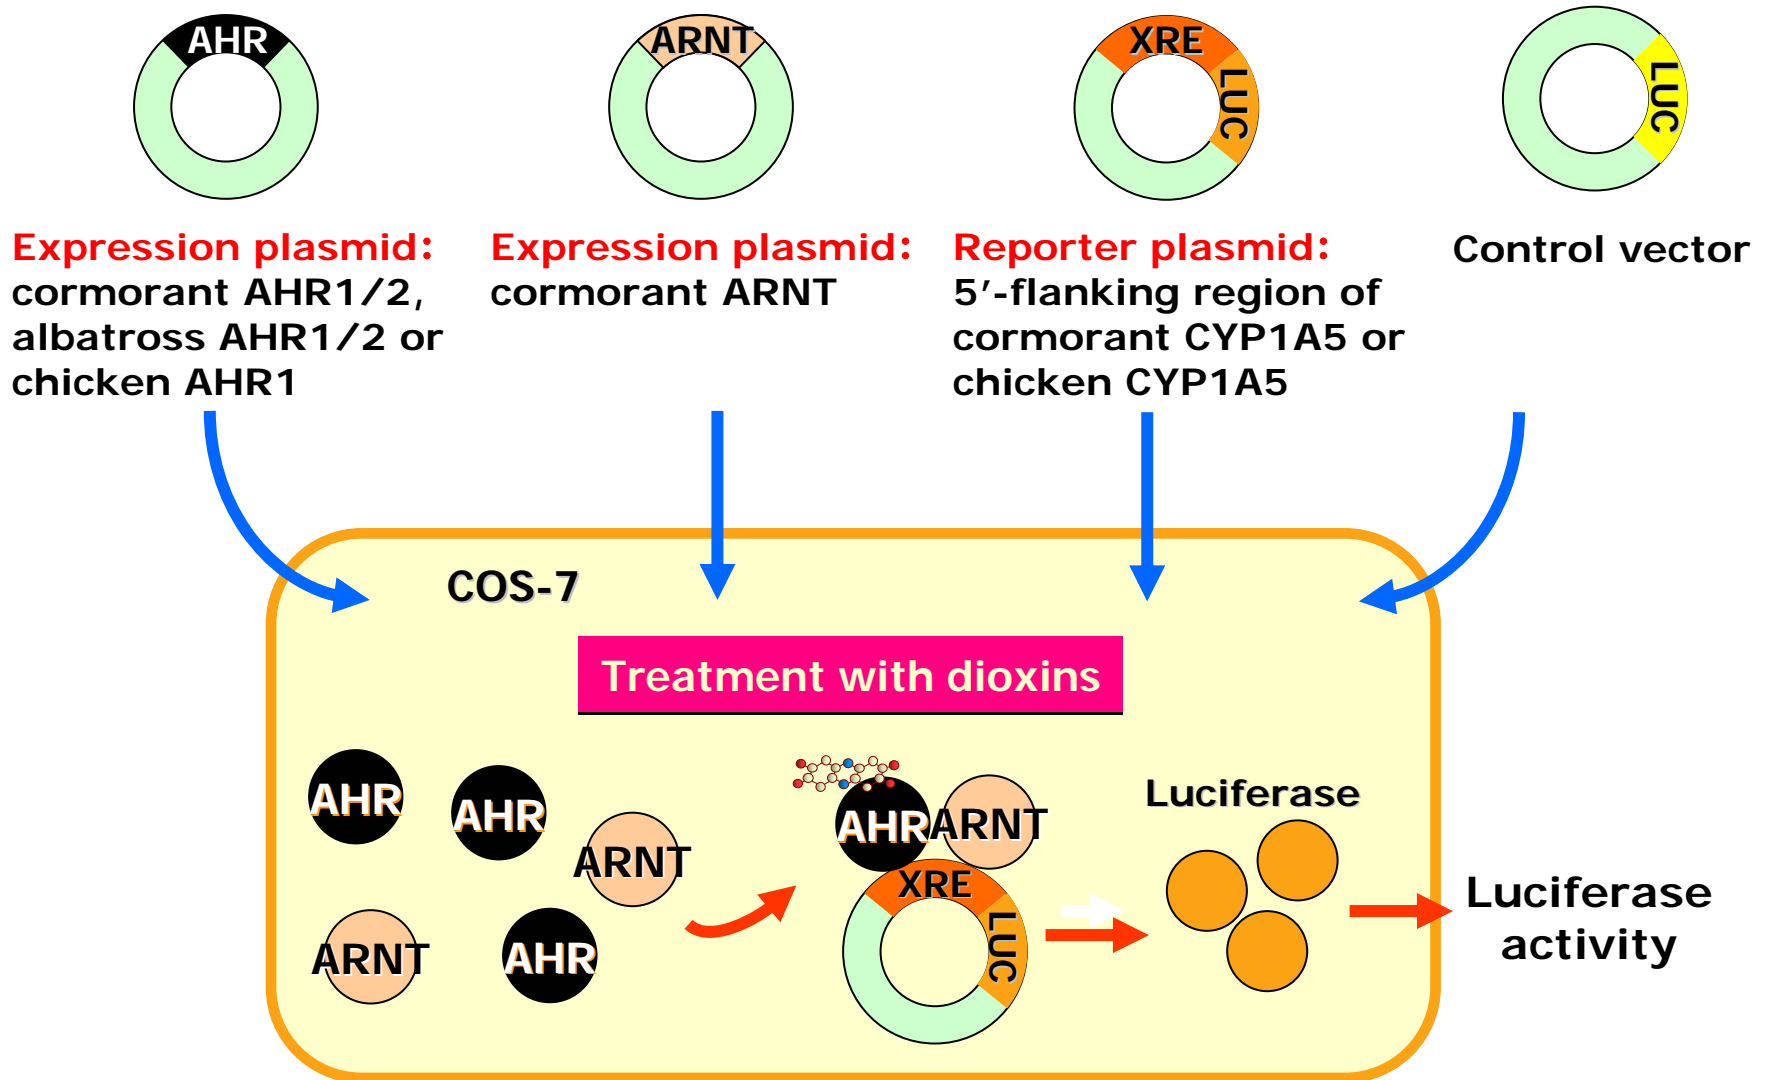 AHR
ARNT
XRE
LUC
LUC
Expression plasmid:
cormorant AHR1/2,
albatross AHR1/2 or
chicken AHR1
Expression plasmid:
cormorant ARNT
Reporter plasmid:
5’-flanking region of
cormorant CYP1A5 or
chicken CYP1A5
Control vector
COS-7
Treatment with dioxins
AHR
AHR
ARNT
ARNT
AHR
AHR
ARNT
XRE
LUC
Luciferase
Luciferase
activity